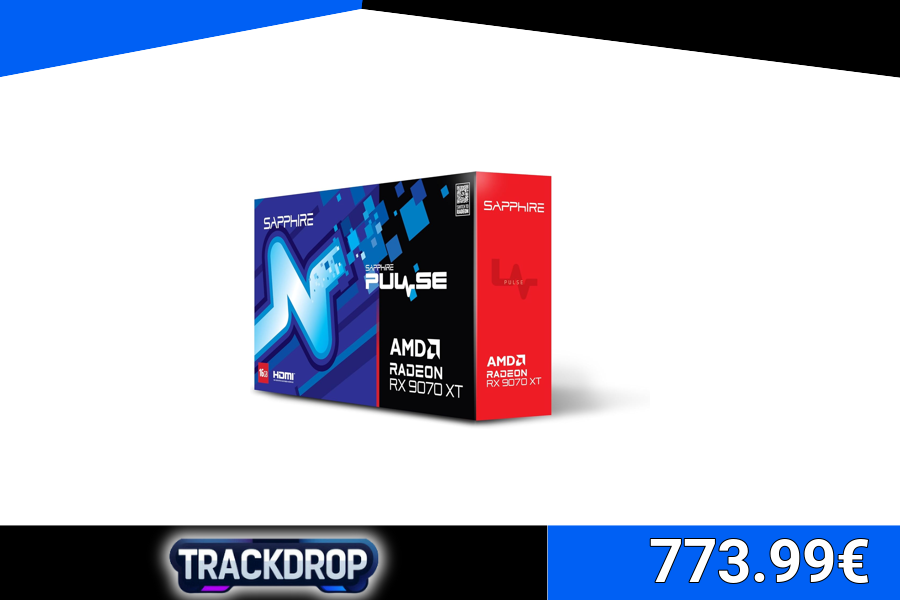 SAPPHIRE
SAPPHIRE
PULSE
AMD
RADEON
RX 9070 XT
16GB
HDMI
SAPPHIRE
PULSE
AMD
RADEON
RX 9070 XT
TRACKDROP
773.99€